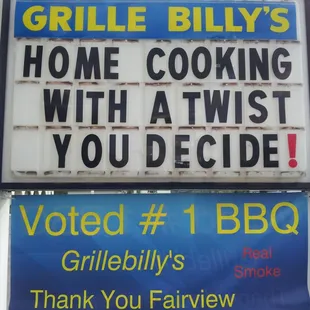 GRILLE BILLY'S
HOME COOKING
WITH A TWIST
YOU DECIDE!
Voted # 1 BBQ
Grillebilly's
Real
Smoke
Thank You Fairview